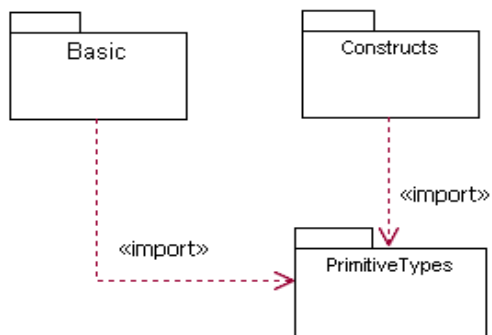 Basic
Constructs
«import»
«import»
PrimitiveTypes